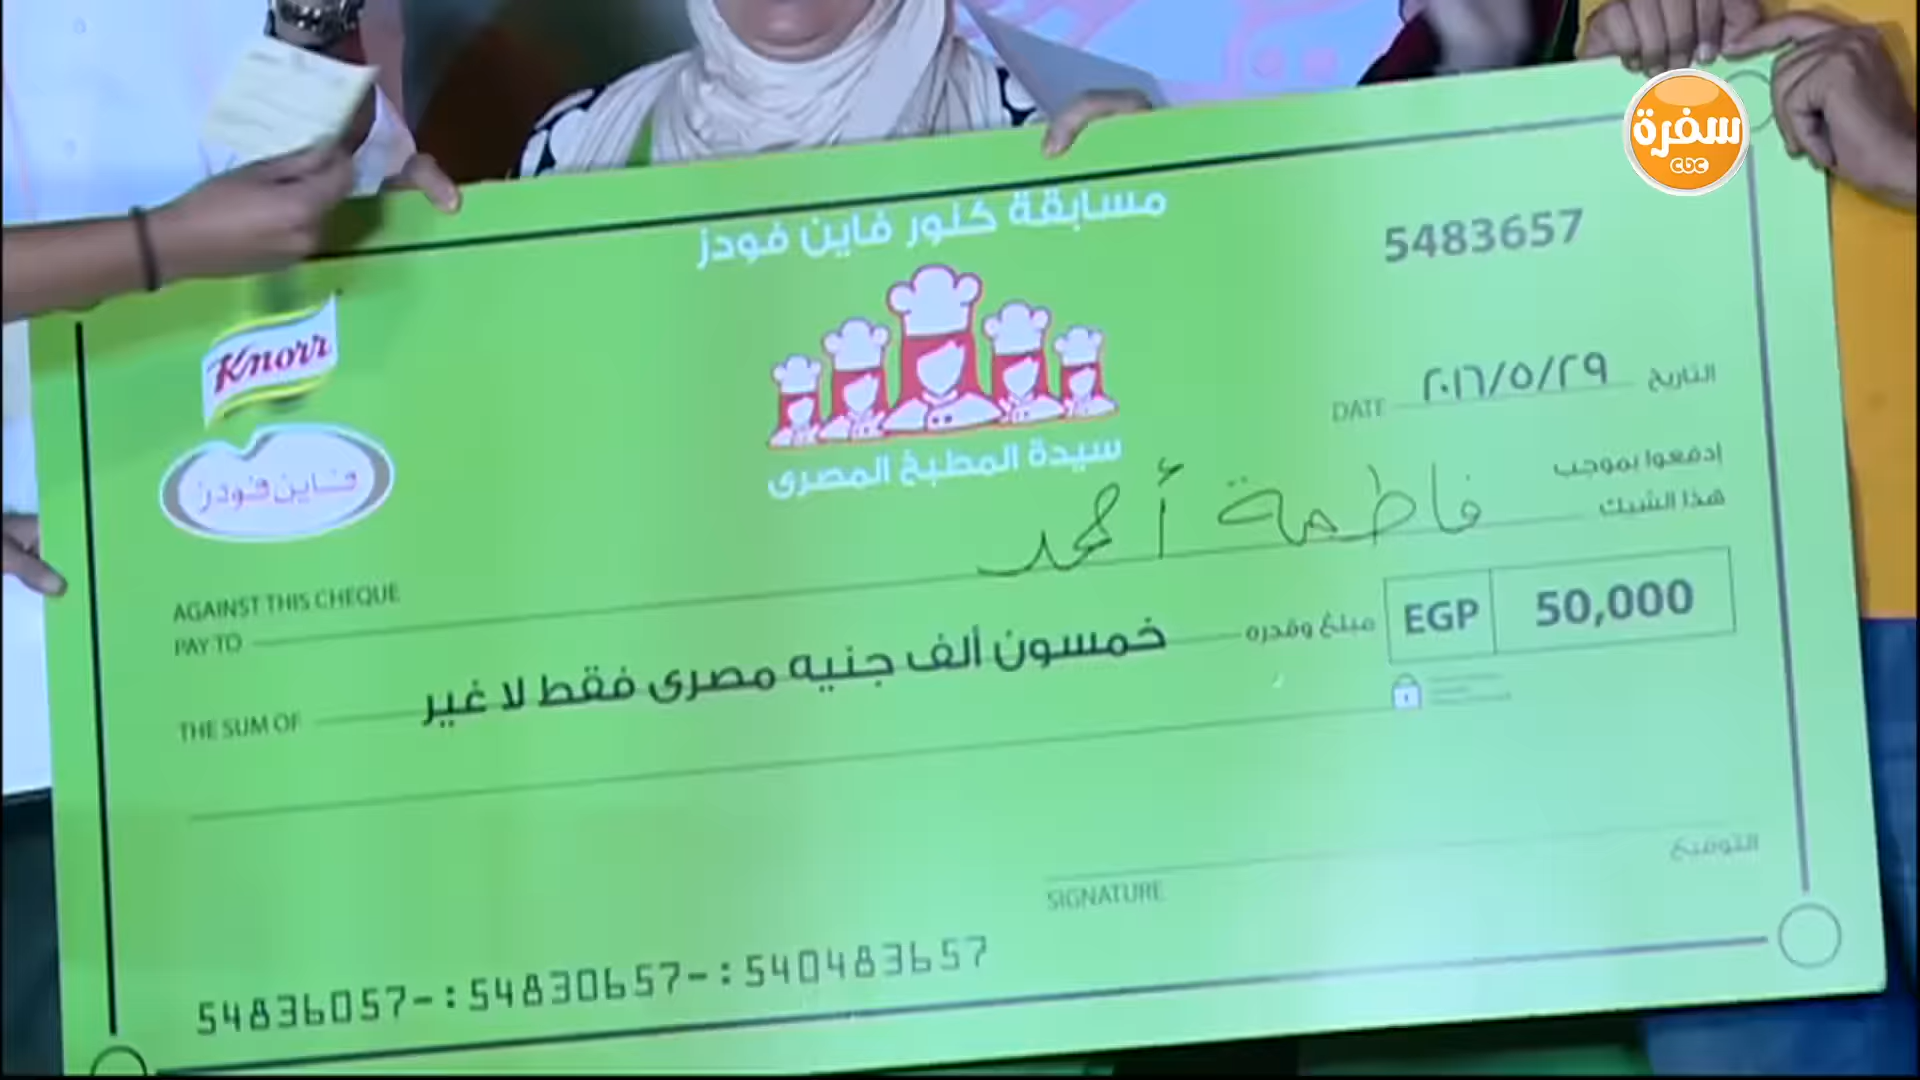 سفرة
cbc
مسابقة كنور فاين فودز
5483657
Knorr
فاين فودز
سيدة المطبخ المصرى
DATE ٢٠١٦/٥/٢٩ التاريخ
إدفعوا بموجب
هذا الشيك
فاطمة أحمد
AGAINST THIS CHEQUE
PAY TO
EGP 50,000
مبلغ وقدره
THE SUM OF خمسون ألف جنيه مصرى فقط لا غير
التوقيع
SIGNATURE
54836057-:54830657-:540483657